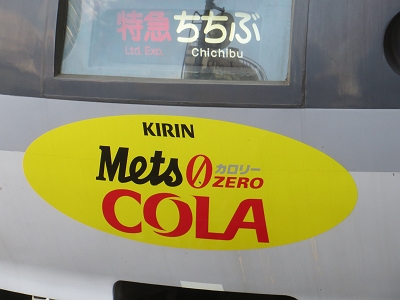 特急 ちちぶ
Ltd. Exp. Chichibu
KIRIN
Mets 0 カロリー ZERO
COLA